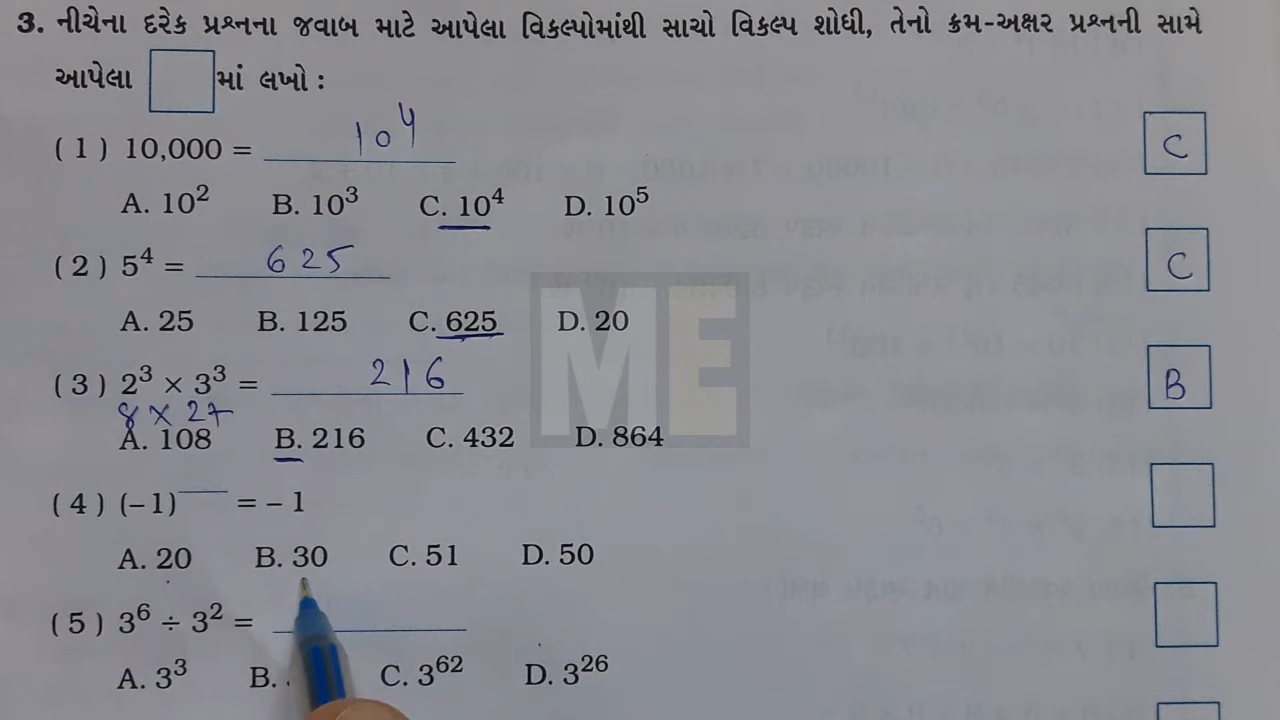 3. નીચેના દરેક પ્રશ્નના જવાબ માટે આપેલા વિકલ્પોમાંથી સાચો વિકલ્પ શોધી, તેનો ક્રમ-અક્ષર પ્રશ્નની સામે
આપેલા માં લખો :
( 1 ) 10,000 = 10⁴ C
A. 10² B. 10³ C. 10⁴ D. 10⁵
( 2 ) 5⁴ = 625 C
A. 25 B. 125 C. 625 D. 20
( 3 ) 2³ × 3³ = 216 B
8 × 27
A. 108 B. 216 C. 432 D. 864
( 4 ) (– 1)__ = – 1
A. 20 B. 30 C. 51 D. 50
( 5 ) 3⁶ ÷ 3² = ____
A. 3³ B. C. 3⁶² D. 3²⁶
ME